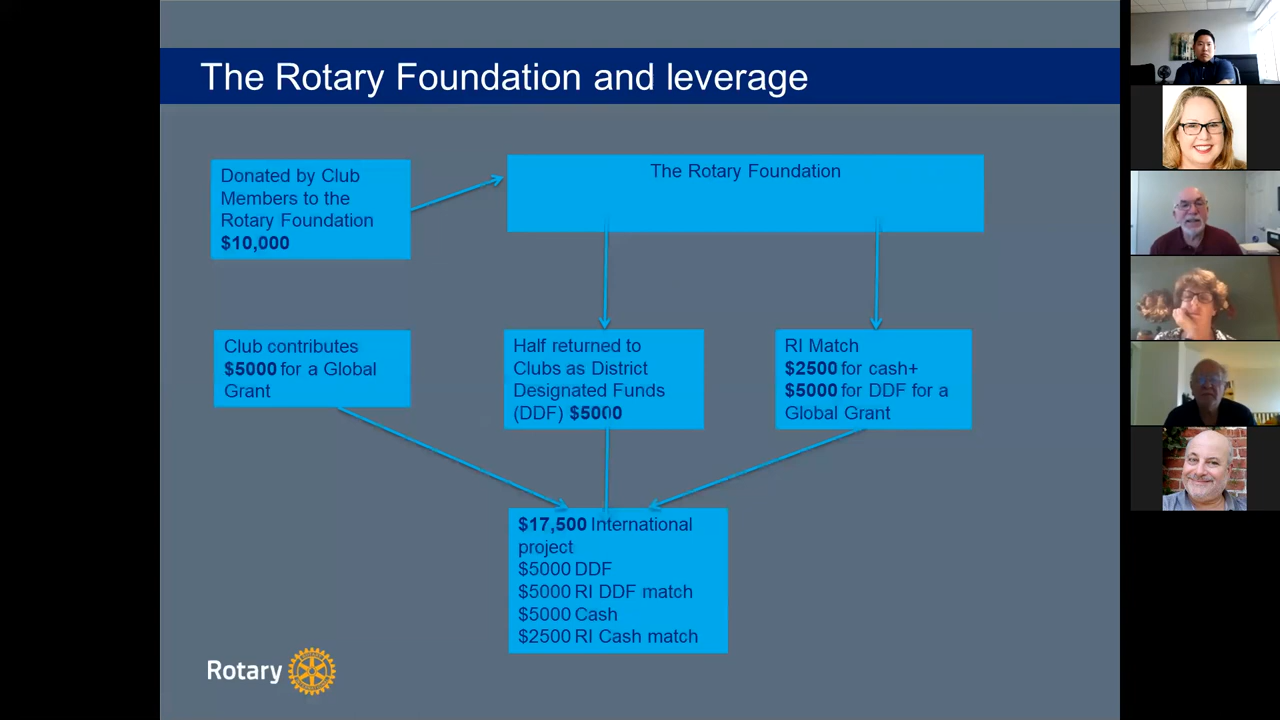 The Rotary Foundation and leverage
Donated by Club
Members to the
Rotary Foundation
$10,000
The Rotary Foundation
Club contributes
$5000 for a Global
Grant
Half returned to
Clubs as District
Designated Funds
(DDF) $5000
RI Match
$2500 for cash+
$5000 for DDF for a
Global Grant
$17,500 International
project
$5000 DDF
$5000 RI DDF match
$5000 Cash
$2500 RI Cash match
Rotary